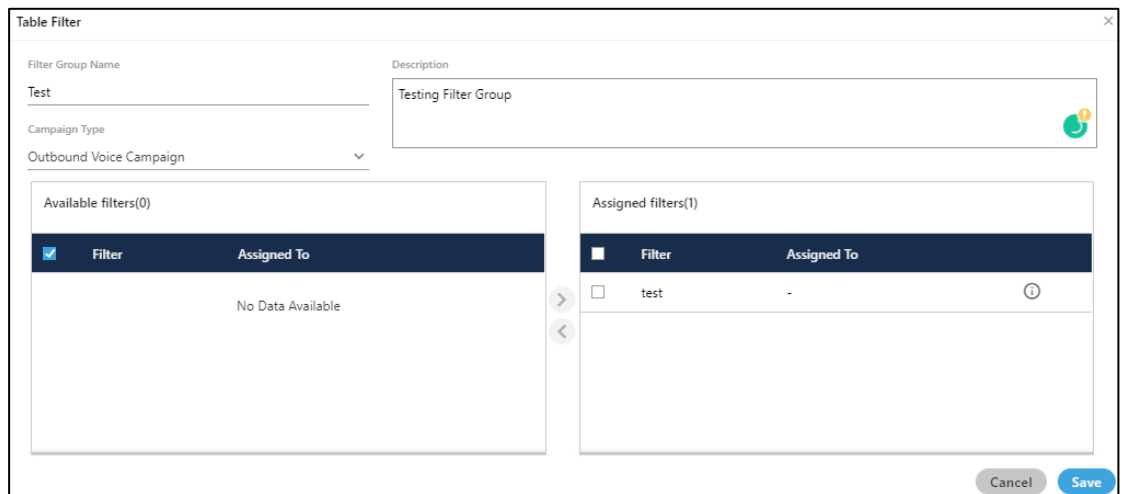 Table Filter
Filter Group Name
Test
Description
Testing Filter Group
Campaign Type
Outbound Voice Campaign
Available filters(0)
Filter Assigned To
No Data Available
Assigned filters(1)
Filter Assigned To
test -
Cancel Save